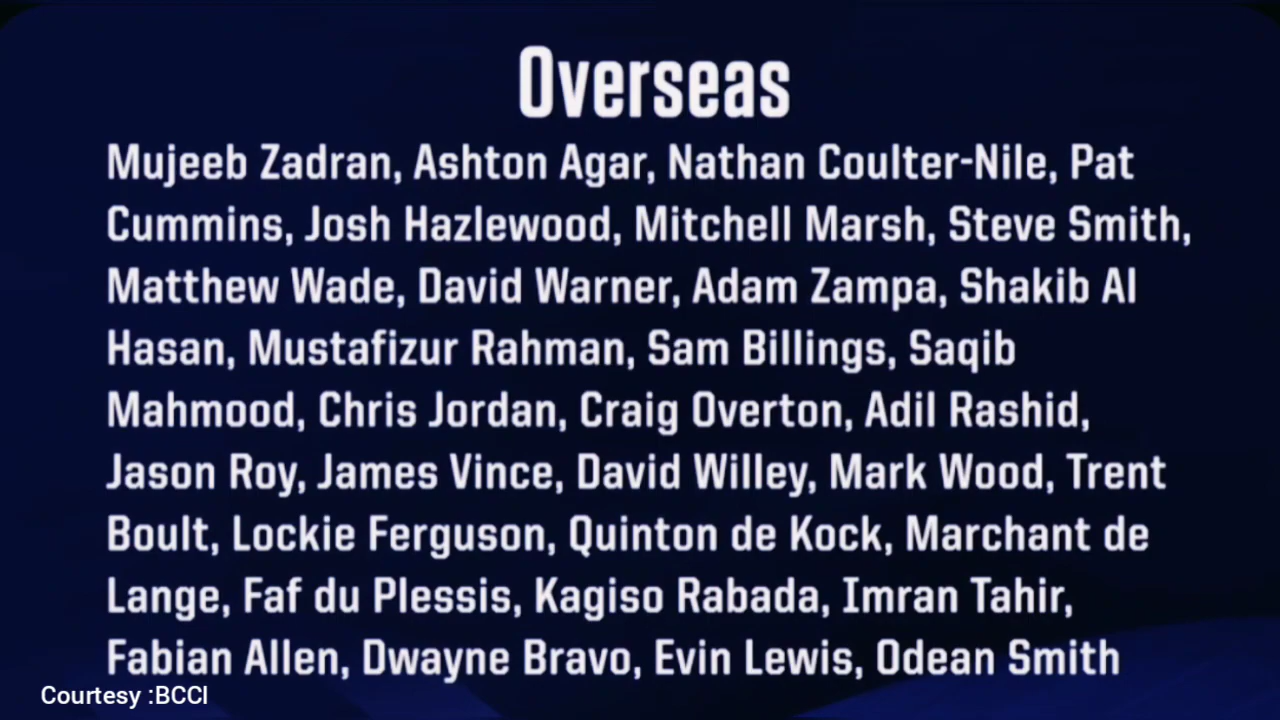 Overseas
Mujeeb Zadran, Ashton Agar, Nathan Coulter-Nile, Pat
Cummins, Josh Hazlewood, Mitchell Marsh, Steve Smith,
Matthew Wade, David Warner, Adam Zampa, Shakib Al
Hasan, Mustafizur Rahman, Sam Billings, Saqib
Mahmood, Chris Jordan, Craig Overton, Adil Rashid,
Jason Roy, James Vince, David Willey, Mark Wood, Trent
Boult, Lockie Ferguson, Quinton de Kock, Marchant de
Lange, Faf du Plessis, Kagiso Rabada, Imran Tahir,
Fabian Allen, Dwayne Bravo, Evin Lewis, Odean Smith
Courtesy :BCCI